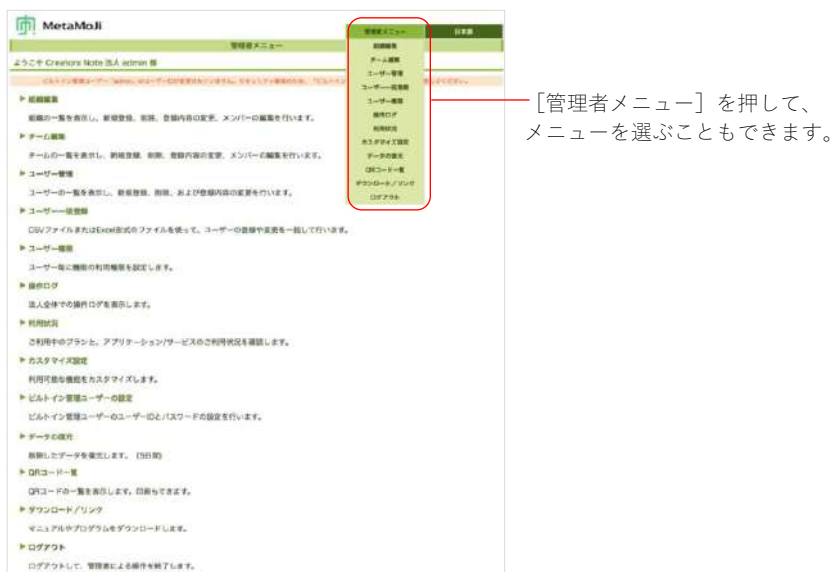 MetaMoJi
管理者メニュー 日本語
管理者メニュー
ようこそ Creators Note 法人 admin 様
組織編集
チーム編集
ユーザー管理
ユーザー一括登録
ユーザー権限
操作ログ
利用状況
カスタマイズ設定
データの復元
QRコード一覧
ダウンロード/リンク
ログアウト
[管理者メニュー]を押して、
メニューを選ぶこともできます。
▶ 組織編集
組織の一覧を表示し、新規登録、削除、登録内容の変更、メンバーの編集を行います。
▶ チーム編集
チームの一覧を表示し、新規登録、削除、登録内容の変更、メンバーの編集を行います。
▶ ユーザー管理
ユーザーの一覧を表示し、新規登録、削除、および登録内容の変更を行います。
▶ ユーザー一括登録
CSVファイルまたはExcel形式のファイルを使って、ユーザーの登録や変更を一括して行います。
▶ ユーザー権限
ユーザー毎に機能の利用権限を設定します。
▶ 操作ログ
法人全体での操作ログを表示します。
▶ 利用状況
ご利用中のプランと、アプリケーション/サービスのご利用状況を確認します。
▶ カスタマイズ設定
利用可能な機能をカスタマイズします。
▶ ビルトイン管理ユーザーの設定
ビルトイン管理ユーザーのユーザーIDとパスワードの設定を行います。
▶ データの復元
削除したデータを復元します。(5日間)
▶ QRコード一覧
QRコードの一覧を表示します。印刷もできます。
▶ ダウンロード/リンク
マニュアルやプログラムをダウンロードします。
▶ ログアウト
ログアウトして、管理者による操作を終了します。